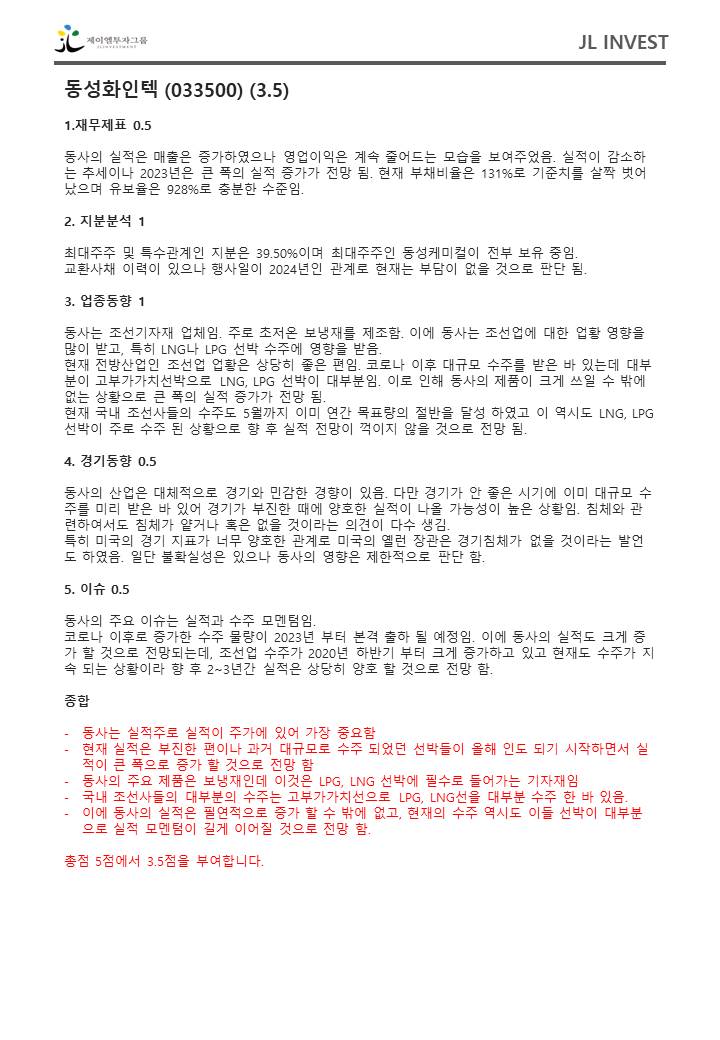 제이엘투자그룹
JLINVESTMENT
JL INVEST
동성화인텍 (033500) (3.5)
1.재무제표 0.5
동사의 실적은 매출은 증가하였으나 영업이익은 계속 줄어드는 모습을 보여주었음. 실적이 감소하
는 추세이나 2023년은 큰 폭의 실적 증가가 전망 됨. 현재 부채비율은 131%로 기준치를 살짝 벗어
났으며 유보율은 928%로 충분한 수준임.
2. 지분분석 1
최대주주 및 특수관계인 지분은 39.50%이며 최대주주인 동성케미컬이 전부 보유 중임.
교환사채 이력이 있으나 행사일이 2024년인 관계로 현재는 부담이 없을 것으로 판단 됨.
3. 업종동향 1
동사는 조선기자재 업체임. 주로 초저온 보냉재를 제조함. 이에 동사는 조선업에 대한 업황 영향을
많이 받고, 특히 LNG나 LPG 선박 수주에 영향을 받음.
현재 전방산업인 조선업 업황은 상당히 좋은 편임. 코로나 이후 대규모 수주를 받은 바 있는데 대부
분이 고부가가치선박으로 LNG, LPG 선박이 대부분임. 이로 인해 동사의 제품이 크게 쓰일 수 밖에
없는 상황으로 큰 폭의 실적 증가가 전망 됨.
현재 국내 조선사들의 수주도 5월까지 이미 연간 목표량의 절반을 달성 하였고 이 역시도 LNG, LPG
선박이 주로 수주 된 상황으로 향 후 실적 전망이 꺽이지 않을 것으로 전망 됨.
4. 경기동향 0.5
동사의 산업은 대체적으로 경기와 민감한 경향이 있음. 다만 경기가 안 좋은 시기에 이미 대규모 수
주를 미리 받은 바 있어 경기가 부진한 때에 양호한 실적이 나올 가능성이 높은 상황임. 침체와 관
련하여서도 침체가 얕거나 혹은 없을 것이라는 의견이 다수 생김.
특히 미국의 경기 지표가 너무 양호한 관계로 미국의 옐런 장관은 경기침체가 없을 것이라는 발언
도 하였음. 일단 불확실성은 있으나 동사의 영향은 제한적으로 판단 함.
5. 이슈 0.5
동사의 주요 이슈는 실적과 수주 모멘텀임.
코로나 이후로 증가한 수주 물량이 2023년 부터 본격 출하 될 예정임. 이에 동사의 실적도 크게 증
가 할 것으로 전망되는데, 조선업 수주가 2020년 하반기 부터 크게 증가하고 있고 현재도 수주가 지
속 되는 상황이라 향 후 2~3년간 실적은 상당히 양호 할 것으로 전망 함.
종합
- 동사는 실적주로 실적이 주가에 있어 가장 중요함
- 현재 실적은 부진한 편이나 과거 대규모로 수주 되었던 선박들이 올해 인도 되기 시작하면서 실
적이 큰 폭으로 증가 할 것으로 전망 함
- 동사의 주요 제품은 보냉재인데 이것은 LPG, LNG 선박에 필수로 들어가는 기자재임
- 국내 조선사들의 대부분의 수주는 고부가가치선으로 LPG, LNG선을 대부분 수주 한 바 있음.
- 이에 동사의 실적은 필연적으로 증가 할 수 밖에 없고, 현재의 수주 역시도 이들 선박이 대부분
으로 실적 모멘텀이 길게 이어질 것으로 전망 함.
총점 5점에서 3.5점을 부여합니다.